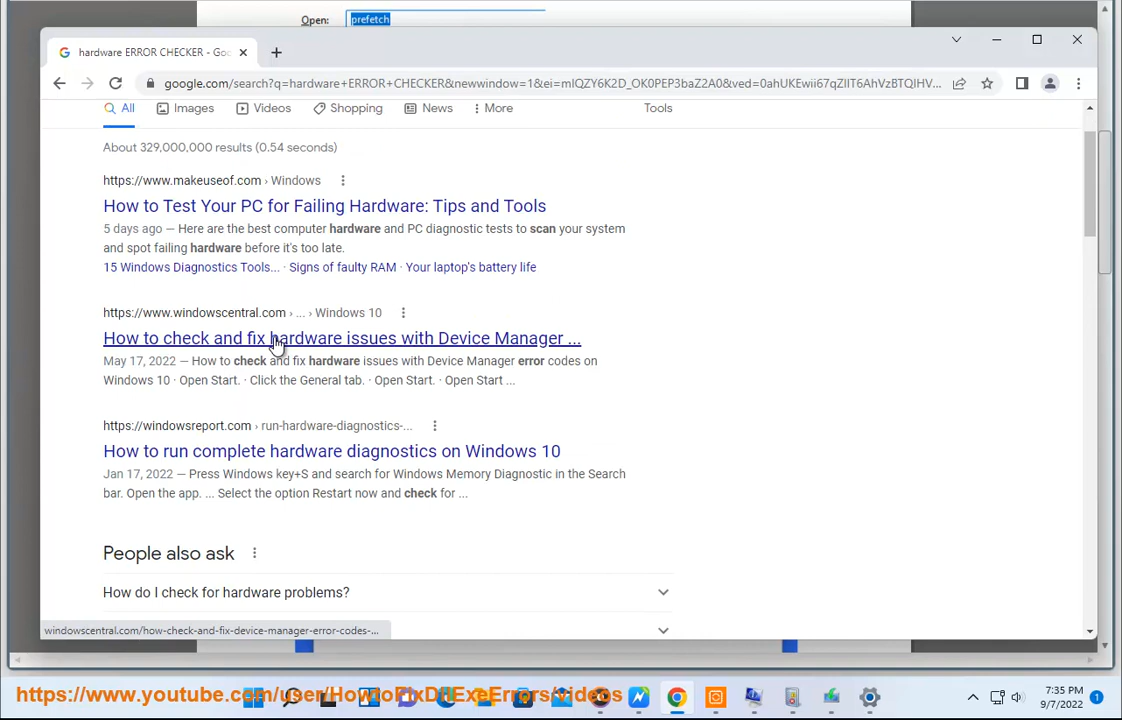 Open: prefetch
hardware ERROR CHECKER - Goo
google.com/search?q=hardware+ERROR+CHECKER&newwindow=1&ei=mIQZY6K2D_OK0PEP3baZ2A0&ved=0ahUKEwii67qZlIT6AhVzBTQIHV...
All Images Videos Shopping News More Tools
About 329,000,000 results (0.54 seconds)
https://www.makeuseof.com › Windows
How to Test Your PC for Failing Hardware: Tips and Tools
5 days ago — Here are the best computer hardware and PC diagnostic tests to scan your system
and spot failing hardware before it's too late.
15 Windows Diagnostics Tools... · Signs of faulty RAM · Your laptop's battery life
https://www.windowscentral.com › ... › Windows 10
How to check and fix hardware issues with Device Manager ...
May 17, 2022 — How to check and fix hardware issues with Device Manager error codes on
Windows 10 · Open Start. · Click the General tab. · Open Start. · Open Start ...
https://windowsreport.com › run-hardware-diagnostics-...
How to run complete hardware diagnostics on Windows 10
Jan 17, 2022 — Press Windows key+S and search for Windows Memory Diagnostic in the Search
bar. Open the app. ... Select the option Restart now and check for ...
People also ask
How do I check for hardware problems?
windowscentral.com/how-check-and-fix-device-manager-error-codes-...
https://www.youtube.com/user/HowtoFixDllExeErrors/videos
7:35 PM
9/7/2022
1